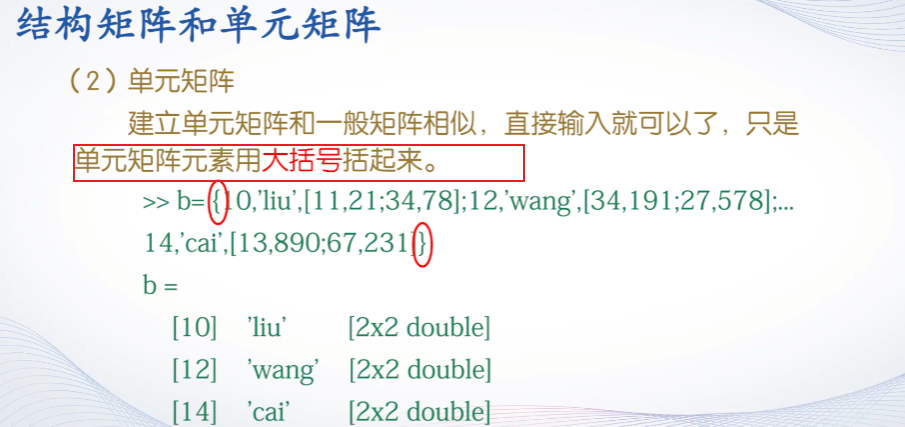 结构矩阵和单元矩阵
（2）单元矩阵
建立单元矩阵和一般矩阵相似，直接输入就可以了，只是
单元矩阵元素用大括号括起来。
>> b={10,'liu',[11,21;34,78];12,'wang',[34,191;27,578];...
14,'cai',[13,890;67,231]}
b =
[10] 'liu' [2x2 double]
[12] 'wang' [2x2 double]
[14] 'cai' [2x2 double]